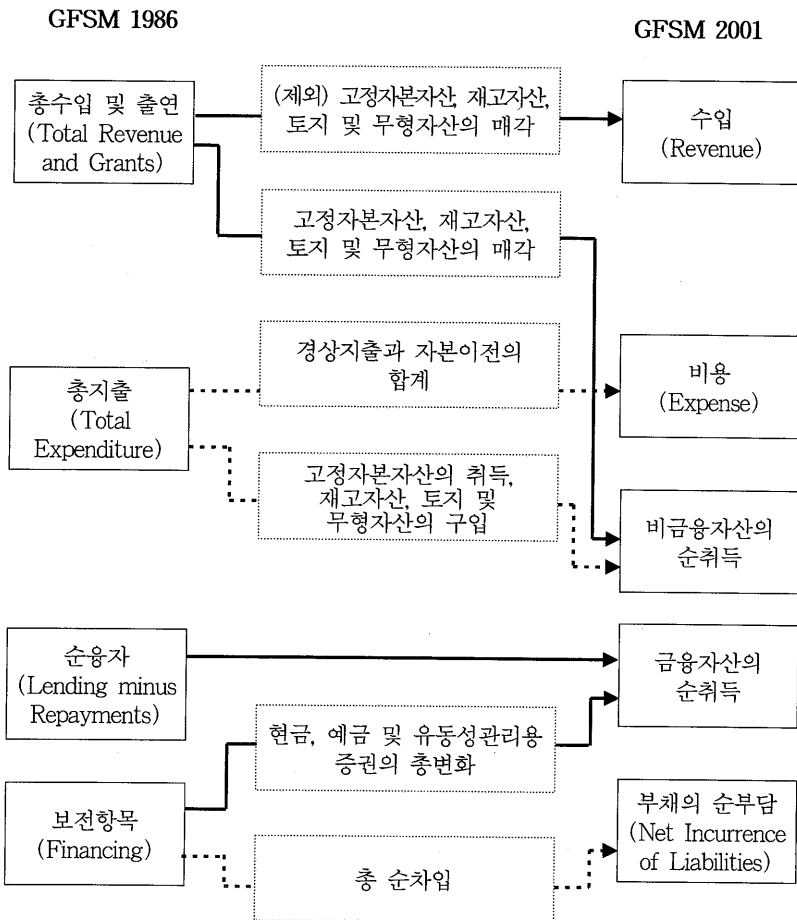 GFSM 1986
GFSM 2001
총수입 및 출연
(Total Revenue
and Grants)
(제외) 고정자본자산, 재고자산,
토지 및 무형자산의 매각
수입
(Revenue)
고정자본자산, 재고자산,
토지 및 무형자산의 매각
총지출
(Total
Expenditure)
경상지출과 자본이전의
합계
비용
(Expense)
고정자본자산의 취득,
재고자산, 토지 및
무형자산의 구입
비금융자산의
순취득
순융자
(Lending minus
Repayments)
금융자산의
순취득
현금, 예금 및 유동성관리용
증권의 총변화
보전항목
(Financing)
부채의 순부담
(Net Incurrence
of Liabilities)
총 순차입